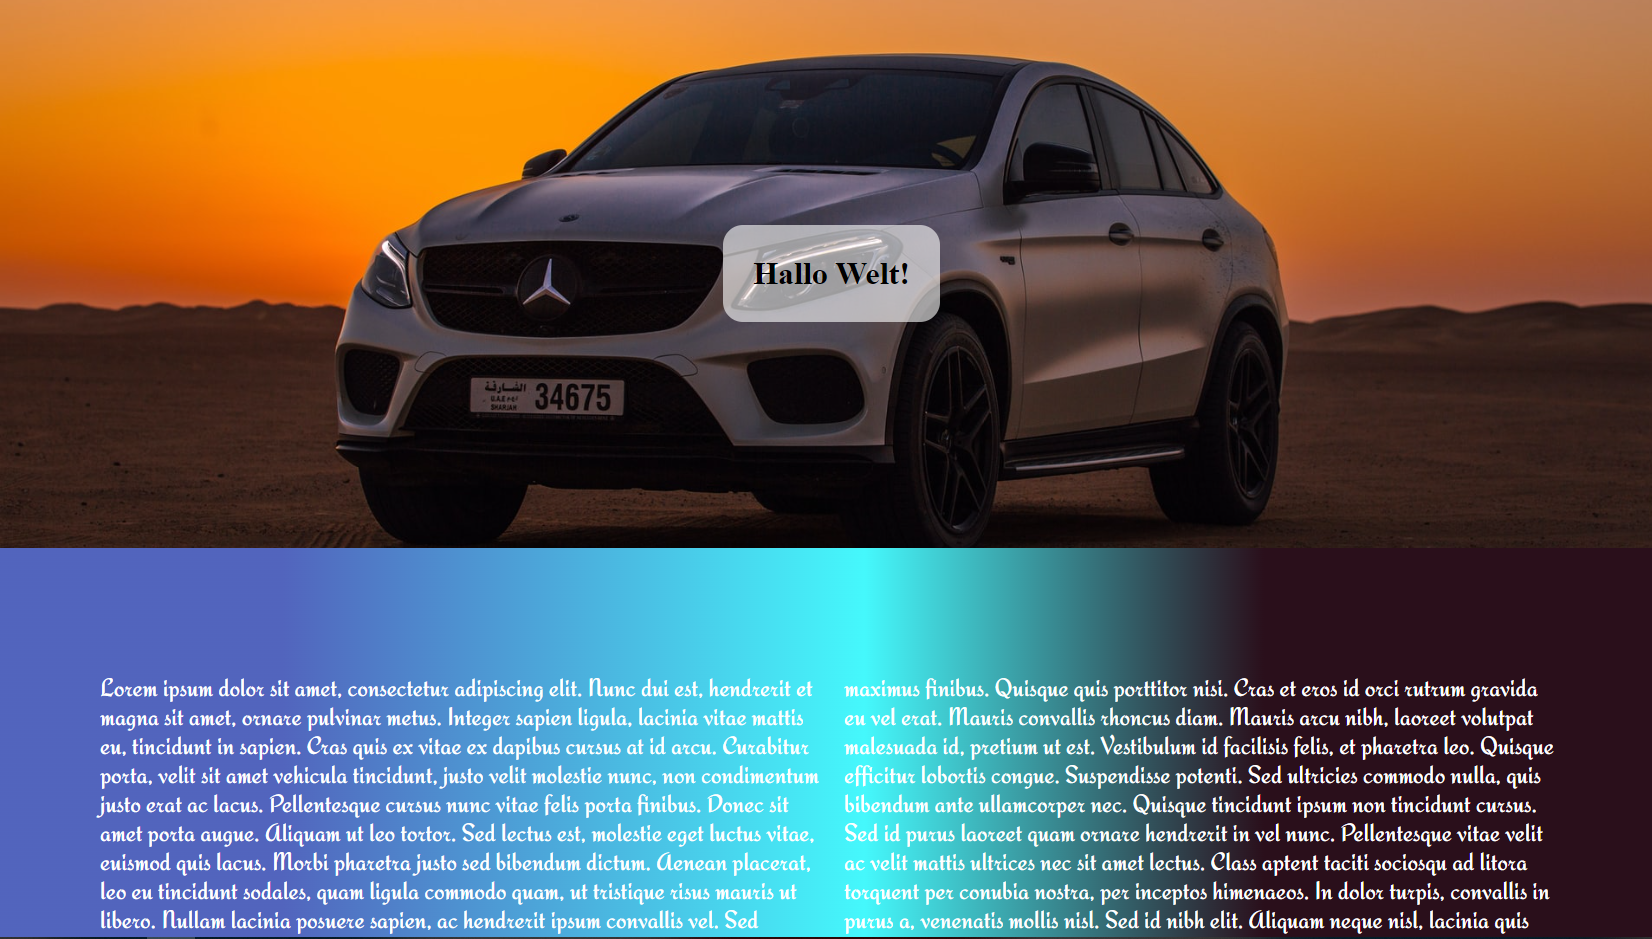 Hallo Welt!
الشارقة
34675
U.A.E ا.ع.م
SHARJAH
Lorem ipsum dolor sit amet, consectetur adipiscing elit. Nunc dui est, hendrerit et
magna sit amet, ornare pulvinar metus. Integer sapien ligula, lacinia vitae mattis
eu, tincidunt in sapien. Cras quis ex vitae ex dapibus cursus at id arcu. Curabitur
porta, velit sit amet vehicula tincidunt, justo velit molestie nunc, non condimentum
justo erat ac lacus. Pellentesque cursus nunc vitae felis porta finibus. Donec sit
amet porta augue. Aliquam ut leo tortor. Sed lectus est, molestie eget luctus vitae,
euismod quis lacus. Morbi pharetra justo sed bibendum dictum. Aenean placerat,
leo eu tincidunt sodales, quam ligula commodo quam, ut tristique risus mauris ut
libero. Nullam lacinia posuere sapien, ac hendrerit ipsum convallis vel. Sed
maximus finibus. Quisque quis porttitor nisi. Cras et eros id orci rutrum gravida
eu vel erat. Mauris convallis rhoncus diam. Mauris arcu nibh, laoreet volutpat
malesuada id, pretium ut est. Vestibulum id facilisis felis, et pharetra leo. Quisque
efficitur lobortis congue. Suspendisse potenti. Sed ultricies commodo nulla, quis
bibendum ante ullamcorper nec. Quisque tincidunt ipsum non tincidunt cursus.
Sed id purus laoreet quam ornare hendrerit in vel nunc. Pellentesque vitae velit
ac velit mattis ultrices nec sit amet lectus. Class aptent taciti sociosqu ad litora
torquent per conubia nostra, per inceptos himenaeos. In dolor turpis, convallis in
purus a, venenatis mollis nisl. Sed id nibh elit. Aliquam neque nisl, lacinia quis